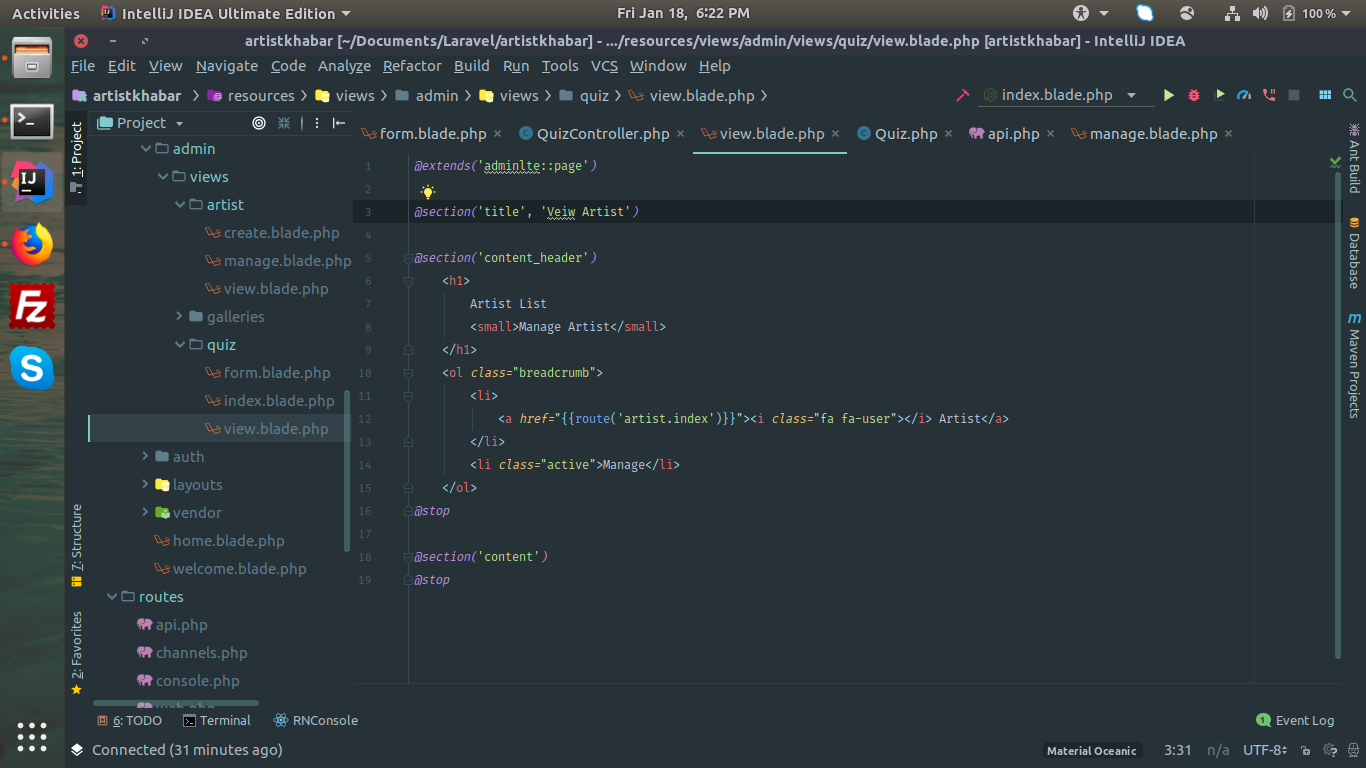 Activities IntelliJ IDEA Ultimate Edition Fri Jan 18, 6:22 PM 100 %
artistkhabar [~/Documents/Laravel/artistkhabar] - .../resources/views/admin/views/quiz/view.blade.php [artistkhabar] - IntelliJ IDEA
File Edit View Navigate Code Analyze Refactor Build Run Tools VCS Window Help
artistkhabar resources views admin views quiz view.blade.php index.blade.php
1: Project
Project
form.blade.php QuizController.php view.blade.php Quiz.php api.php manage.blade.php
admin
views
artist
create.blade.php
manage.blade.php
view.blade.php
galleries
quiz
form.blade.php
index.blade.php
view.blade.php
auth
layouts
vendor
home.blade.php
welcome.blade.php
routes
api.php
channels.php
console.php
web.php
1 @extends('adminlte::page')
2
3 @section('title', 'Veiw Artist')
4
5 @section('content_header')
6 <h1>
7 Artist List
8 <small>Manage Artist</small>
9 </h1>
10 <ol class="breadcrumb">
11 <li>
12 <a href="{{route('artist.index')}}"><i class="fa fa-user"></i> Artist</a>
13 </li>
14 <li class="active">Manage</li>
15 </ol>
16 @stop
17
18 @section('content')
19 @stop
Ant Build
Database
Maven Projects
7: Structure
2: Favorites
6: TODO Terminal RNConsole 1 Event Log
Connected (31 minutes ago) Material Oceanic 3:31 n/a UTF-8